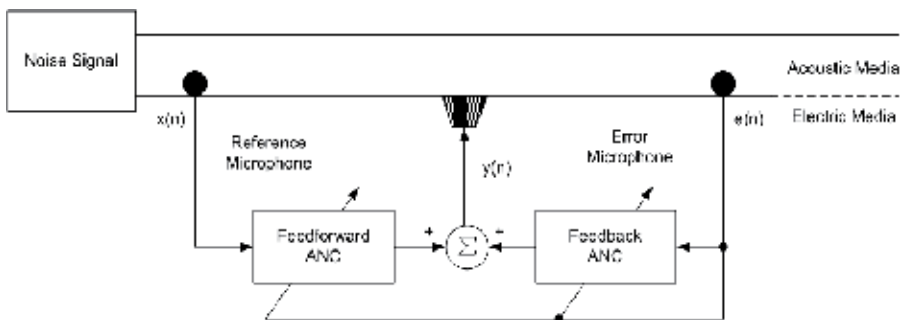 Noise Signal
Acoustic Media
x(n)
e(n)
Electric Media
Reference
Microphone
Error
Microphone
y(n)
+
+
Feedforward
ANC
Σ
Feedback
ANC